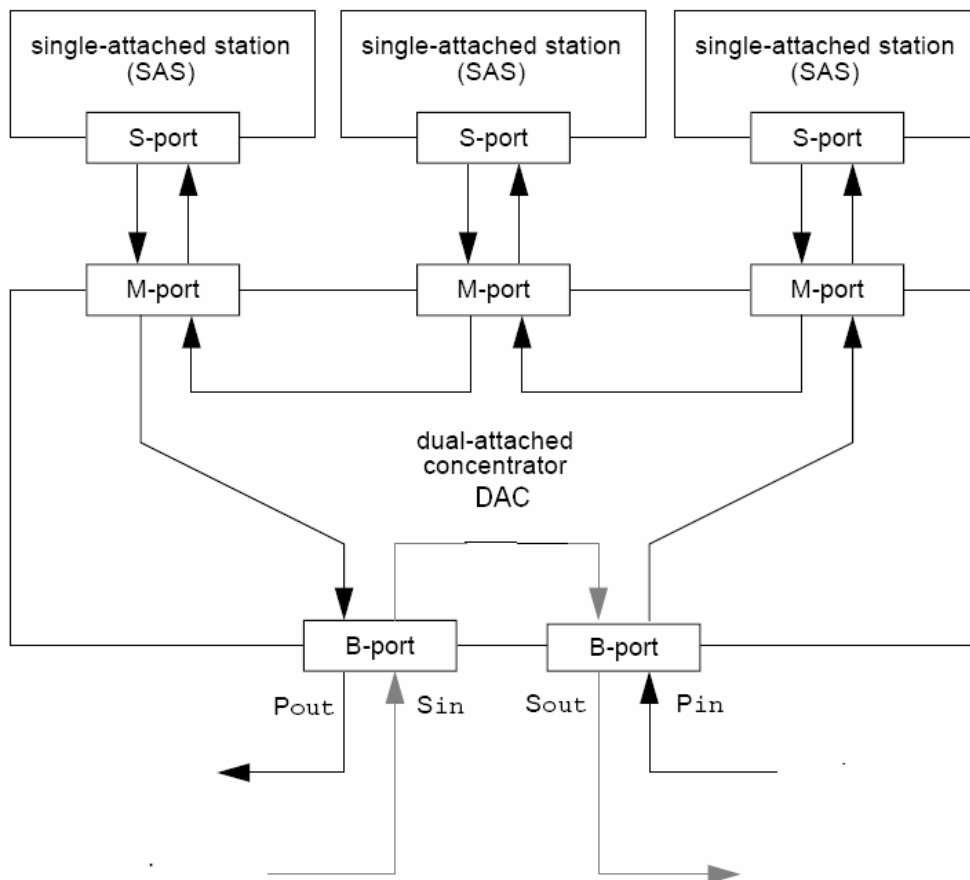 single-attached station
(SAS)
single-attached station
(SAS)
single-attached station
(SAS)
S-port
S-port
S-port
M-port
M-port
M-port
dual-attached
concentrator
DAC
B-port
B-port
Pout
Sin
Sout
Pin